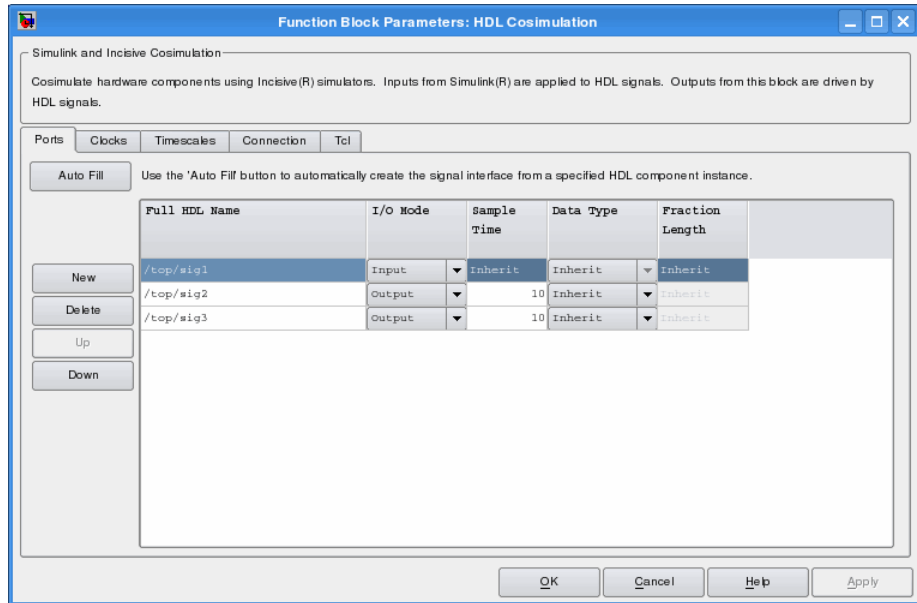 Function Block Parameters: HDL Cosimulation
Simulink and Incisive Cosimulation
Cosimulate hardware components using Incisive(R) simulators. Inputs from Simulink(R) are applied to HDL signals. Outputs from this block are driven by
HDL signals.
Ports Clocks Timescales Connection Tcl
Auto Fill Use the 'Auto Fill' button to automatically create the signal interface from a specified HDL component instance.
Full HDL Name I/O Mode Sample Time Data Type Fraction Length
New /top/sig1 Input Inherit Inherit Inherit
/top/sig2 Output 10 Inherit Inherit
Delete
/top/sig3 Output 10 Inherit Inherit
Up
Down
OK Cancel Help Apply